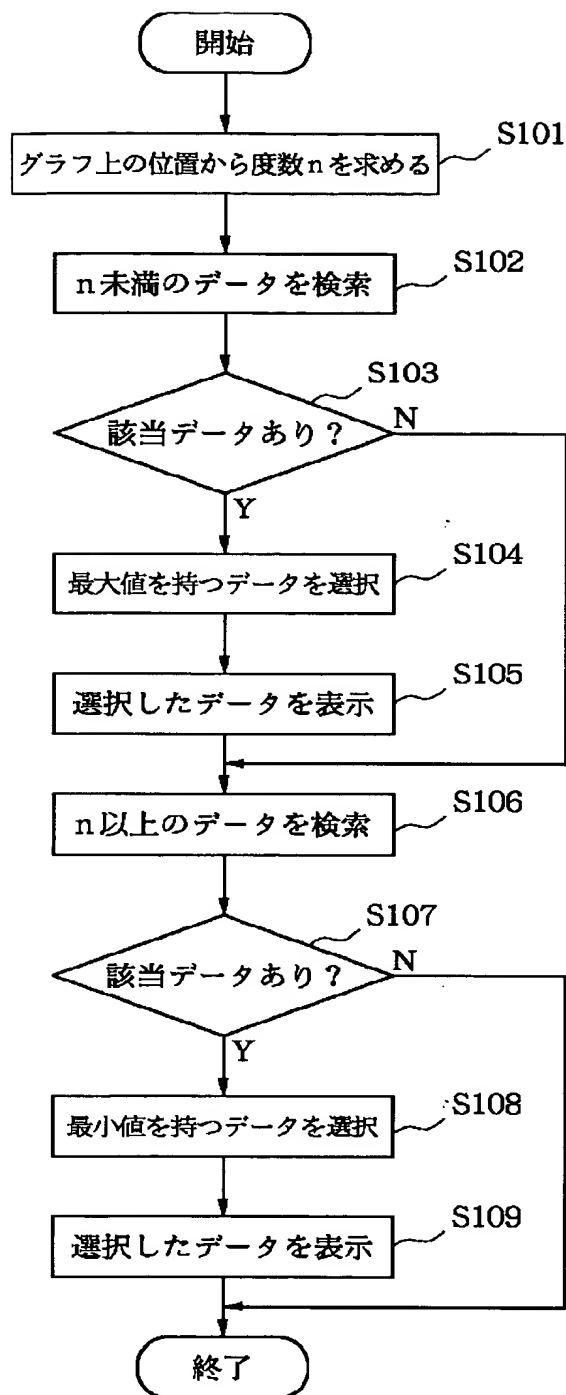 開始
S101
グラフ上の位置から度数nを求める
S102
n未満のデータを検索
S103
該当データあり？
N
Y
S104
最大値を持つデータを選択
S105
選択したデータを表示
S106
n以上のデータを検索
S107
該当データあり？
N
Y
S108
最小値を持つデータを選択
S109
選択したデータを表示
終了